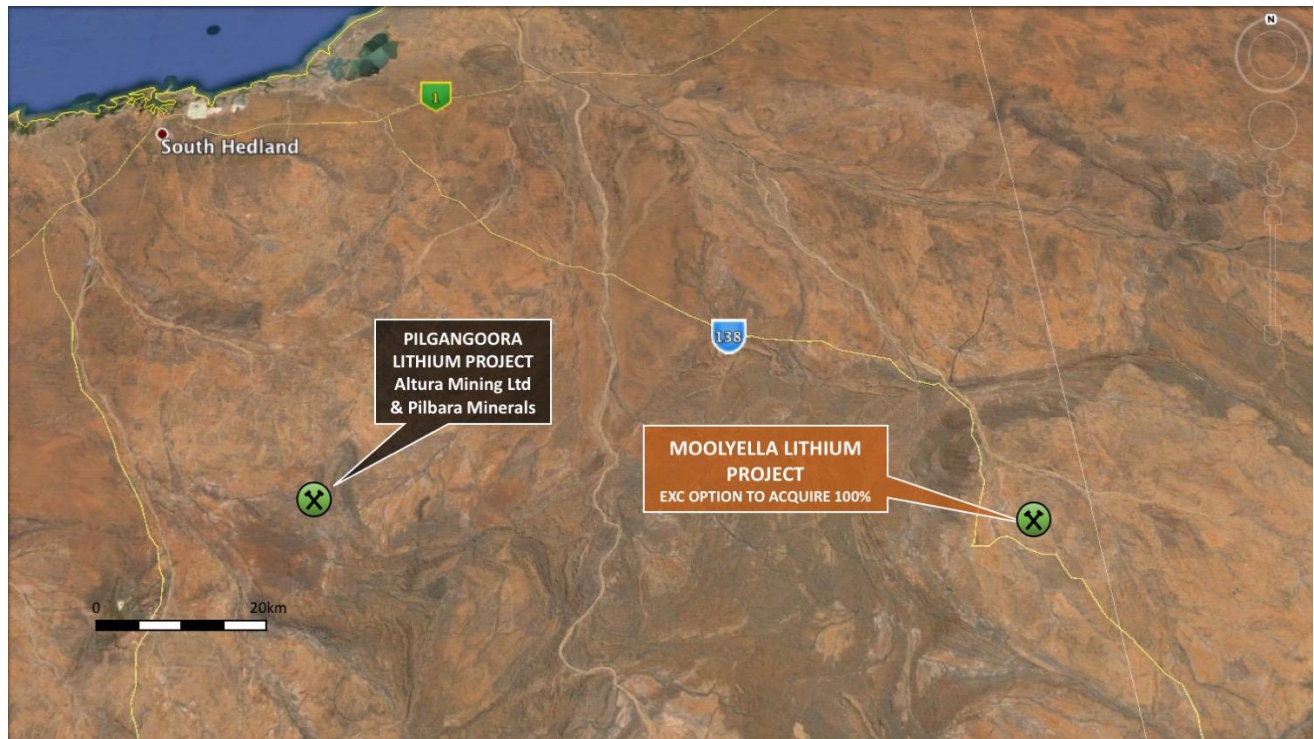 N
1
South Hedland
138
PILGANGOORA
LITHIUM PROJECT
Altura Mining Ltd
& Pilbara Minerals
MOOLYELLA LITHIUM
PROJECT
EXC OPTION TO ACQUIRE 100%
0 20km